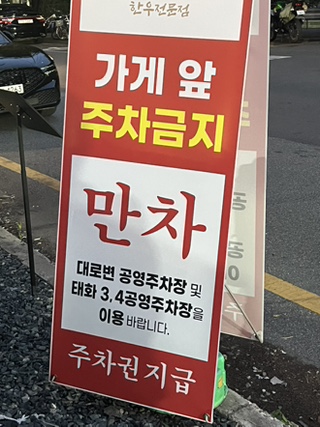 한우전문점
가게 앞
주차금지
만차
대로변 공영주차장 및
태화 3, 4공영주차장을
이용 바랍니다.
주차권 지급